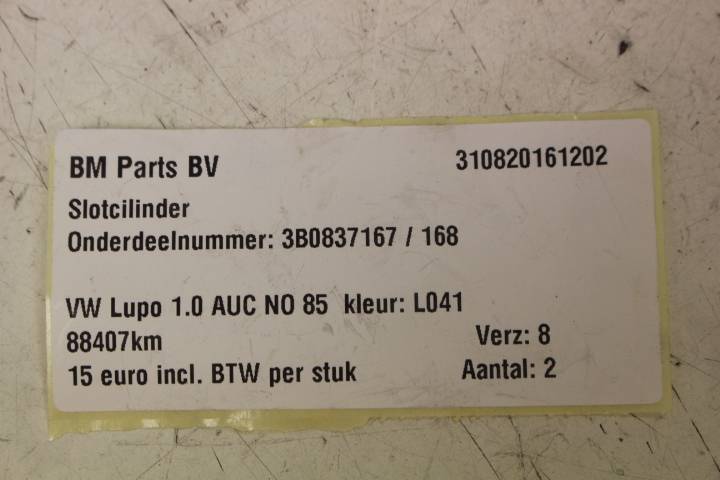 BM Parts BV 310820161202
Slotcilinder
Onderdeelnummer: 3B0837167 / 168
VW Lupo 1.0 AUC NO 85 kleur: L041
88407km Verz: 8
15 euro incl. BTW per stuk Aantal: 2